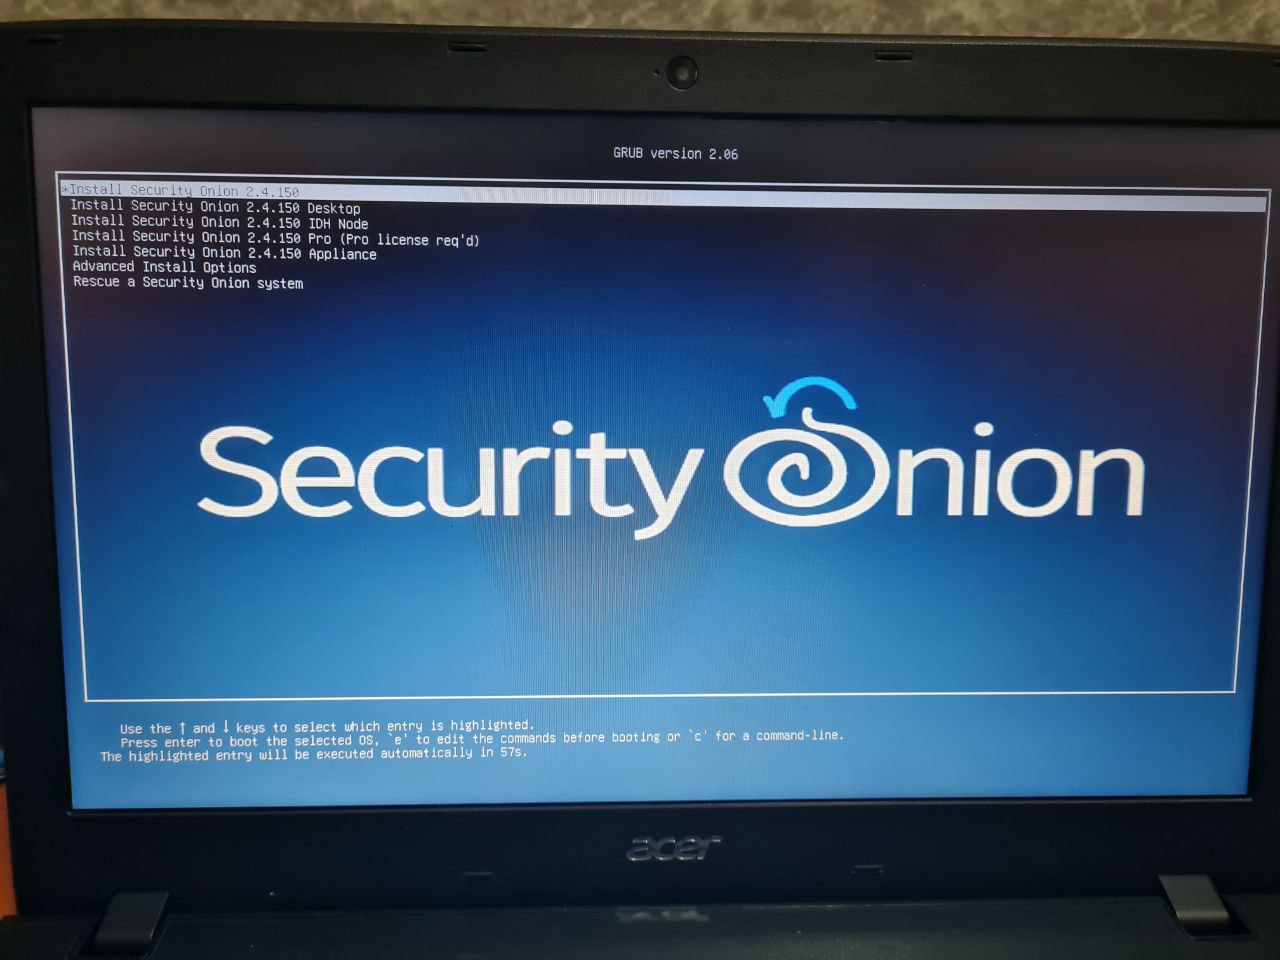 GRUB version 2.06
*Install Security Onion 2.4.150
Install Security Onion 2.4.150 Desktop
Install Security Onion 2.4.150 IDH Node
Install Security Onion 2.4.150 Pro (Pro license req'd)
Install Security Onion 2.4.150 Appliance
Advanced Install Options
Rescue a Security Onion system
Security Onion
Use the ↑ and ↓ keys to select which entry is highlighted.
Press enter to boot the selected OS, `e' to edit the commands before booting or `c' for a command-line.
The highlighted entry will be executed automatically in 57s.
acer